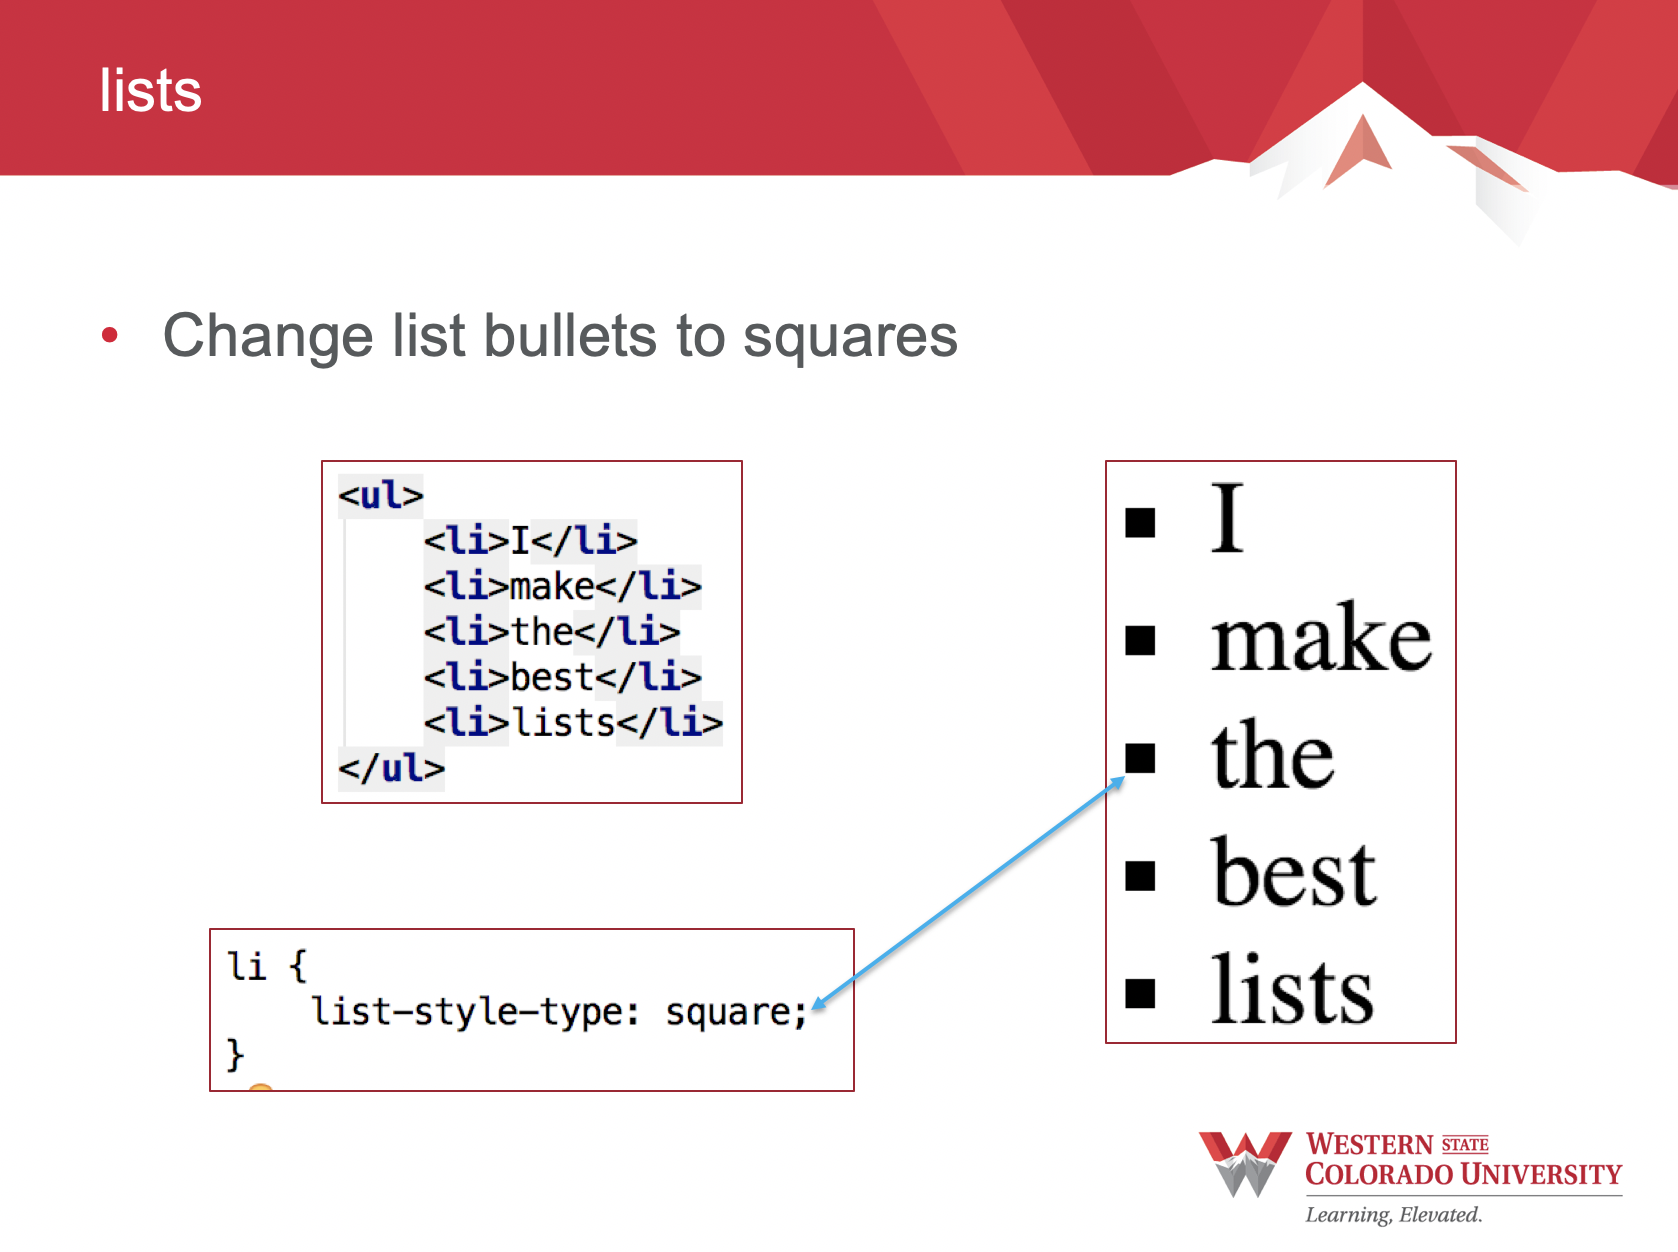 lists
• Change list bullets to squares
<ul>
<li>I</li>
<li>make</li>
<li>the</li>
<li>best</li>
<li>lists</li>
</ul>
li {
list-style-type: square;
}
▪ I
▪ make
▪ the
▪ best
▪ lists
WESTERN STATE
COLORADO UNIVERSITY
Learning, Elevated.